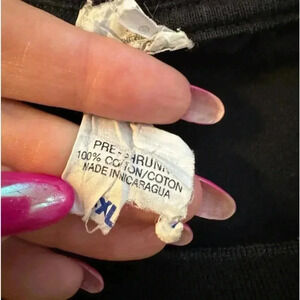 PRE-SHRUNK
100% COTTON/COTON
MADE IN NICARAGUA